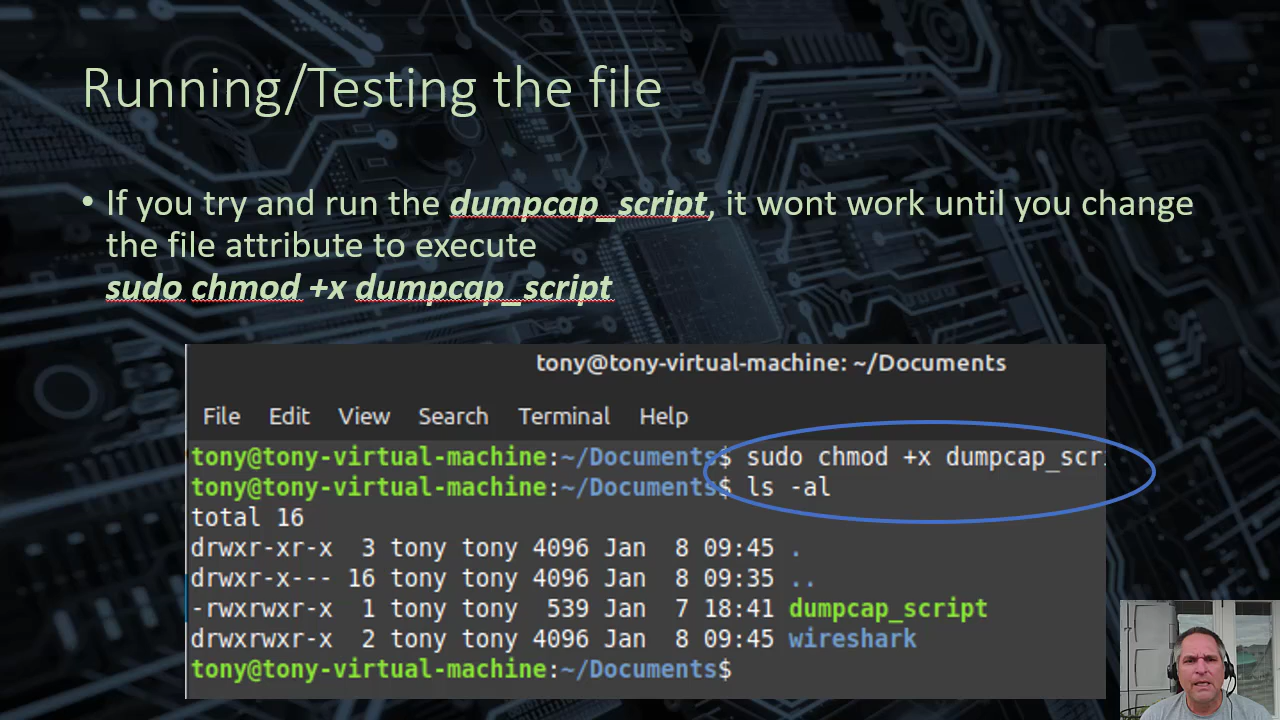 Running/Testing the file
• If you try and run the dumpcap_script, it wont work until you change
the file attribute to execute
sudo chmod +x dumpcap_script
tony@tony-virtual-machine: ~/Documents
File Edit View Search Terminal Help
tony@tony-virtual-machine:~/Documents$ sudo chmod +x dumpcap_scri
tony@tony-virtual-machine:~/Documents$ ls -al
total 16
drwxr-xr-x  3 tony tony 4096 Jan  8 09:45 .
drwxr-x--- 16 tony tony 4096 Jan  8 09:35 ..
-rwxrwxr-x  1 tony tony  539 Jan  7 18:41 dumpcap_script
drwxrwxr-x  2 tony tony 4096 Jan  8 09:45 wireshark
tony@tony-virtual-machine:~/Documents$